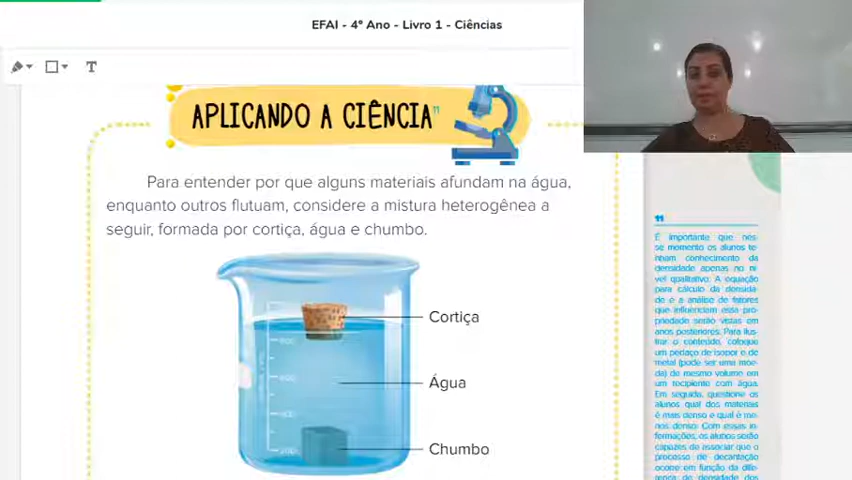 EFAI - 4º Ano - Livro 1 - Ciências
T
APLICANDO A CIÊNCIA¹¹
Para entender por que alguns materiais afundam na água,
enquanto outros flutuam, considere a mistura heterogênea a
seguir, formada por cortiça, água e chumbo.
Cortiça
Água
Chumbo
11
É importante que nes-
se momento os alunos te-
nham conhecimento da
densidade apenas no ní-
vel qualitativo. A equação
para cálculo da densida-
de e a análise de fatores
que influenciam essa pro-
priedade serão vistas em
anos posteriores. Para ilus-
trar o conteúdo, coloque
um pedaço de isopor e de
metal (pode ser uma moe-
da) de mesmo volume em
um recipiente com água.
Em seguida, questione os
alunos qual dos materiais
é mais denso e qual é me-
nos denso. Com essas in-
formações, os alunos serão
capazes de associar que o
processo de decantação
ocorre em função da dife-
rença de densidade dos